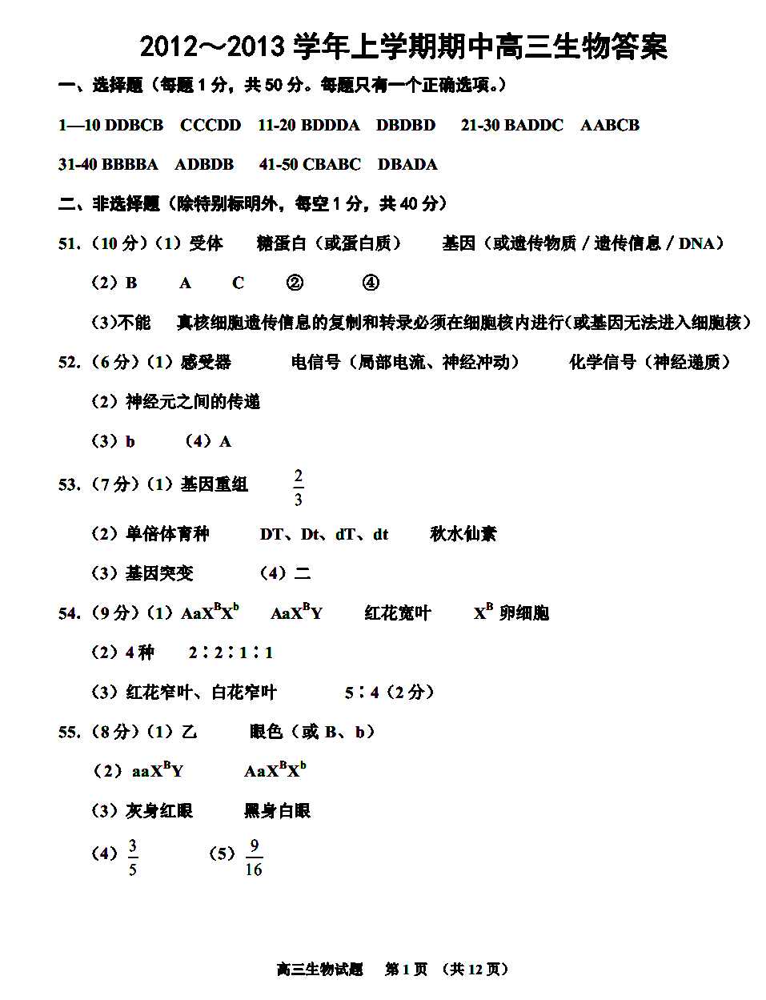 2012～2013 学年上学期期中高三生物答案
一、选择题（每题 1 分，共 50 分。每题只有一个正确选项。）
1—10 DDBCB CCCDD 11-20 BDDDA DBDBD 21-30 BADDC AABCB
31-40 BBBBA ADBDB 41-50 CBABC DBADA
二、非选择题（除特别标明外，每空 1 分，共 40 分）
51.（10 分）（1）受体 糖蛋白（或蛋白质） 基因（或遗传物质 / 遗传信息 / DNA）
（2）B A C ② ④
（3）不能 真核细胞遗传信息的复制和转录必须在细胞核内进行（或基因无法进入细胞核）
52.（6 分）（1）感受器 电信号（局部电流、神经冲动） 化学信号（神经递质）
（2）神经元之间的传递
（3）b （4）A
53.（7 分）（1）基因重组 2/3
（2）单倍体育种 DT、Dt、dT、dt 秋水仙素
（3）基因突变 （4）二
54.（9 分）（1）AaXᴮXᵇ AaXᴮY 红花宽叶 Xᴮ 卵细胞
（2）4 种 2∶2∶1∶1
（3）红花窄叶、白花窄叶 5∶4（2 分）
55.（8 分）（1）乙 眼色（或 B、b）
（2）aaXᴮY AaXᴮXᵇ
（3）灰身红眼 黑身白眼
（4）3/5 （5）9/16
高三生物试题 第 1 页 （共 12 页）